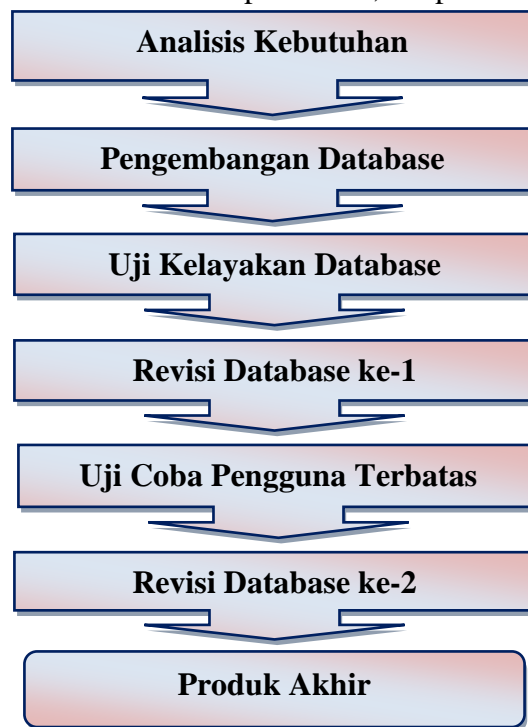 Analisis Kebutuhan
Pengembangan Database
Uji Kelayakan Database
Revisi Database ke-1
Uji Coba Pengguna Terbatas
Revisi Database ke-2
Produk Akhir